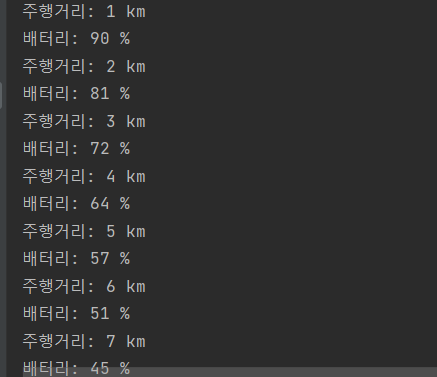 주행거리: 1 km
배터리: 90 %
주행거리: 2 km
배터리: 81 %
주행거리: 3 km
배터리: 72 %
주행거리: 4 km
배터리: 64 %
주행거리: 5 km
배터리: 57 %
주행거리: 6 km
배터리: 51 %
주행거리: 7 km
배터리: 45 %